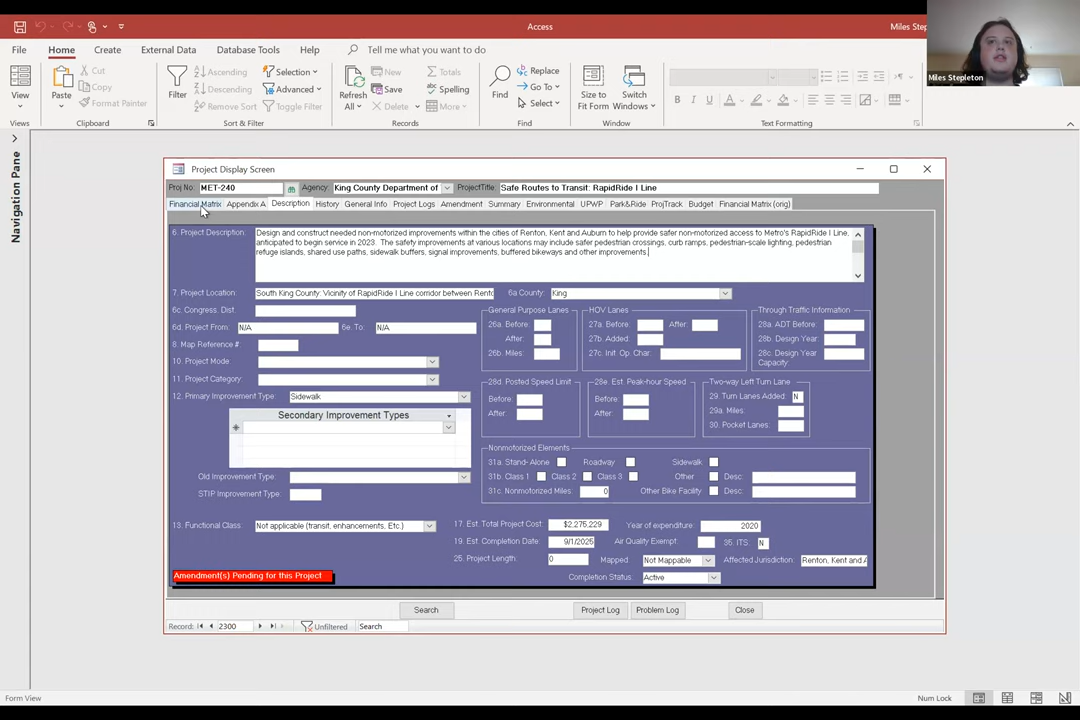 Access
Miles Step
Miles Stepleton
File Home Create External Data Database Tools Help Tell me what you want to do
View
Views
Paste
Cut
Copy
Format Painter
Clipboard
Filter
Ascending
Descending
Remove Sort
Selection
Advanced
Toggle Filter
Sort & Filter
Refresh
All
New
Save
Delete
Totals
Spelling
More
Records
Find
Replace
Go To
Select
Find
Size to
Fit Form
Switch
Windows
Window
B I U
Text Formatting
Navigation Pane
Project Display Screen
Proj No: MET-240 Agency: King County Department of ProjectTitle: Safe Routes to Transit: RapidRide I Line
Financial Matrix Appendix A Description History General Info Project Logs Amendment Summary Environmental UPWP Park&Ride ProjTrack Budget Financial Matrix (orig)
6. Project Description: Design and construct needed non-motorized improvements within the cities of Renton, Kent and Auburn to help provide safer non-motorized access to Metro's RapidRide I Line,
anticipated to begin service in 2023. The safety improvements at various locations may include safer pedestrian crossings, curb ramps, pedestrian-scale lighting, pedestrian
refuge islands, shared use paths, sidewalk buffers, signal improvements, buffered bikeways and other improvements.
7. Project Location: South King County: Vicinity of RapidRide I Line corridor between Rento 6a County: King
6c. Congress. Dist.
6d. Project From: N/A 6e. To: N/A
8. Map Reference #:
10. Project Mode
11. Project Category:
12. Primary Improvement Type: Sidewalk
Secondary Improvement Types
Old Improvement Type:
STIP Improvement Type:
13. Functional Class: Not applicable (transit, enhancements, Etc.)
Amendment(s) Pending for this Project
General Purpose Lanes
26a. Before:
After:
26b. Miles:
HOV Lanes
27a. Before: After:
27b. Added:
27c. Init. Op Char:
Through Traffic Information
28a. ADT Before:
28b. Design Year:
28c. Design Year
Capacity:
28d. Posted Speed Limit
Before:
After
28e. Est. Peak-hour Speed
Before:
After
Two-way Left Turn Lane
29. Turn Lanes Added: N
29a. Miles:
30. Pocket Lanes:
Nonmotorized Elements
31a. Stand- Alone Roadway Sidewalk
31b. Class 1 Class 2 Class 3 Other Desc:
31c. Nonmotorized Miles: 0 Other Bike Facility Desc:
17. Est. Total Project Cost: $2,275,229 Year of expenditure: 2020
19. Est. Completion Date: 9/1/2025 Air Quality Exempt: 35. ITS: N
25. Project Length: 0 Mapped Not Mappable Affected Jurisdiction: Renton, Kent and A
Completion Status: Active
Search Project Log Problem Log Close
Record: 2300 Unfiltered Search
Form View
Num Lock